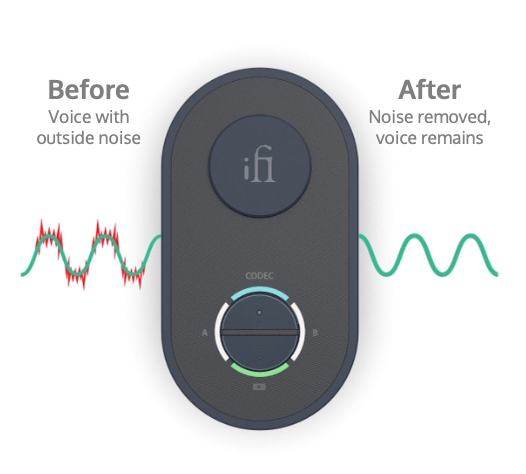 Before
Voice with
outside noise
After
Noise removed,
voice remains
ifi
CODEC
A
B